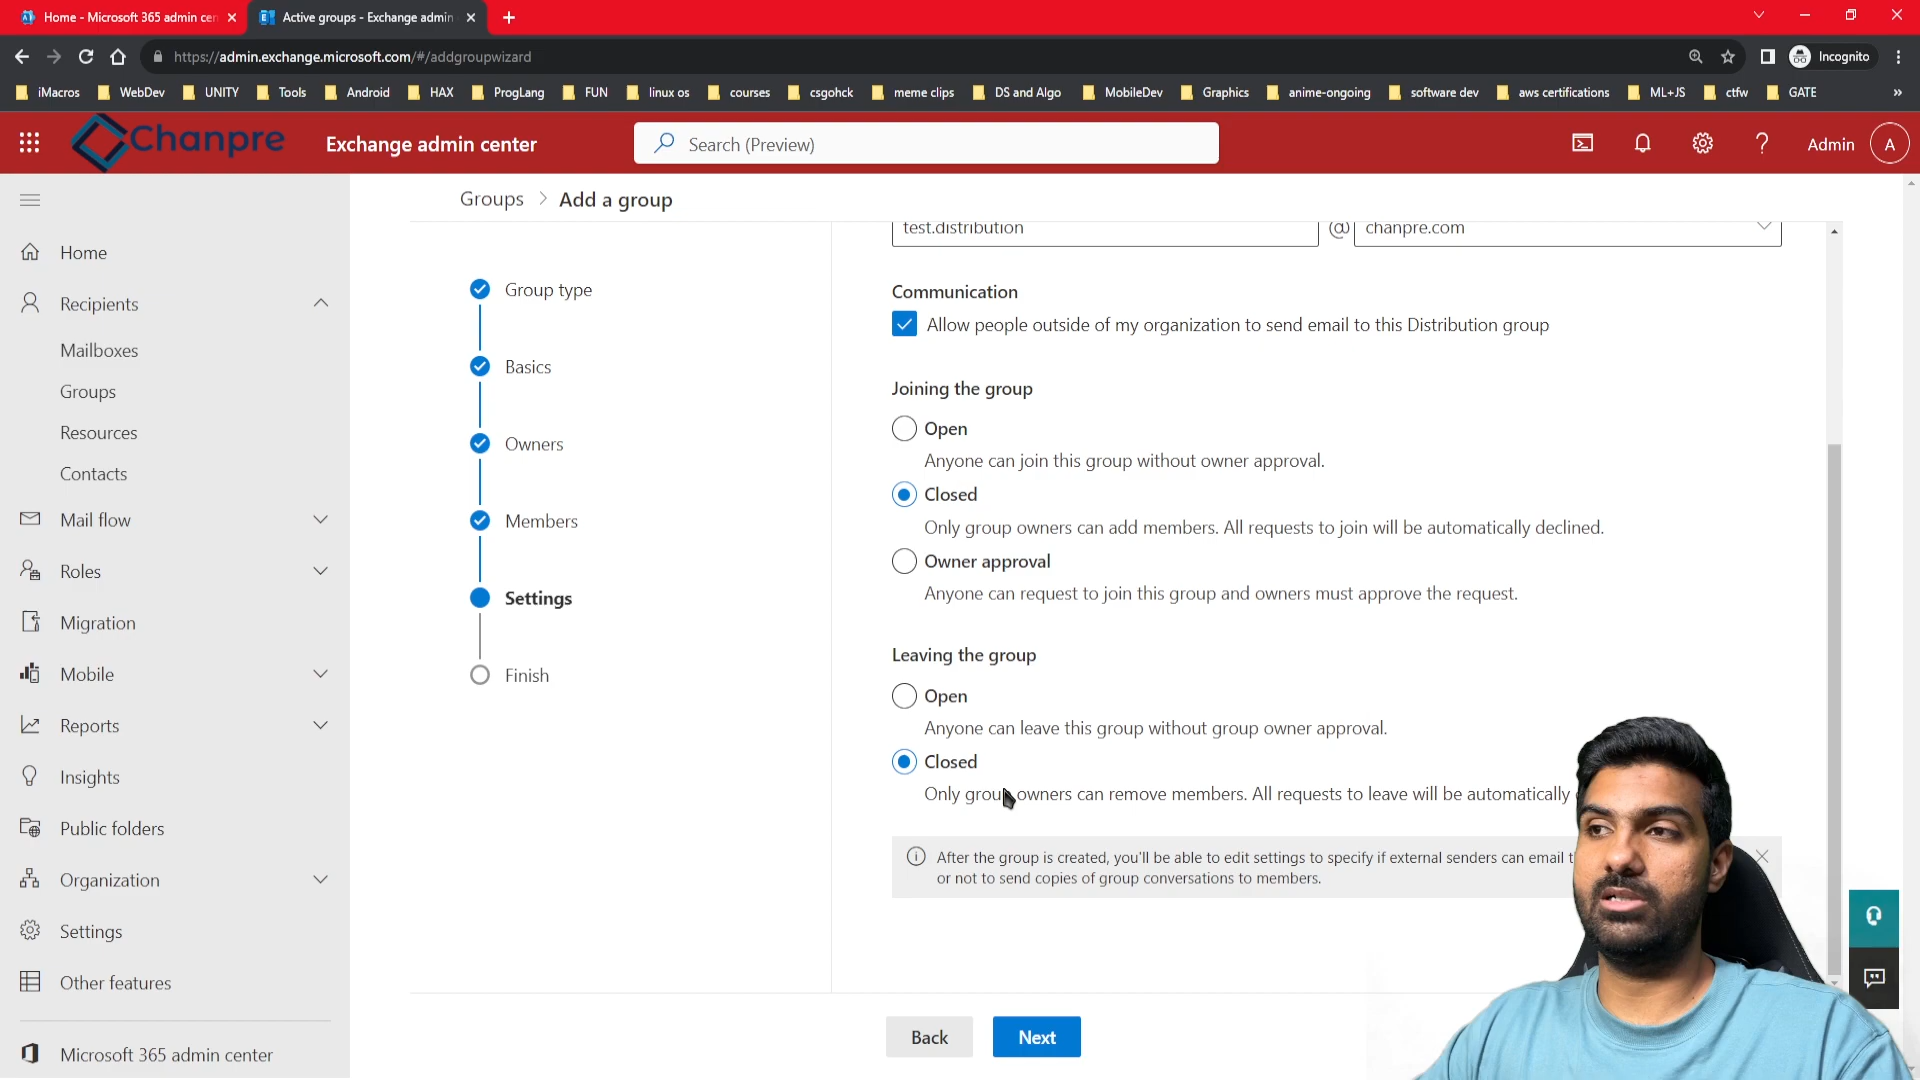 Home - Microsoft 365 admin cen
Active groups - Exchange admin
https://admin.exchange.microsoft.com/#/addgroupwizard
Incognito
iMacros WebDev UNITY Tools Android HAX ProgLang FUN linux os courses csgohck meme clips DS and Algo MobileDev Graphics anime-ongoing software dev aws certifications ML+JS ctfw GATE »
Chanpre
Exchange admin center
Search (Preview)
Admin A
Groups > Add a group
Home
Recipients
Mailboxes
Groups
Resources
Contacts
Mail flow
Roles
Migration
Mobile
Reports
Insights
Public folders
Organization
Settings
Other features
Microsoft 365 admin center
Group type
Basics
Owners
Members
Settings
Finish
test.distribution @ chanpre.com
Communication
Allow people outside of my organization to send email to this Distribution group
Joining the group
Open
Anyone can join this group without owner approval.
Closed
Only group owners can add members. All requests to join will be automatically declined.
Owner approval
Anyone can request to join this group and owners must approve the request.
Leaving the group
Open
Anyone can leave this group without group owner approval.
Closed
Only group owners can remove members. All requests to leave will be automatically
After the group is created, you'll be able to edit settings to specify if external senders can email
or not to send copies of group conversations to members.
Back
Next